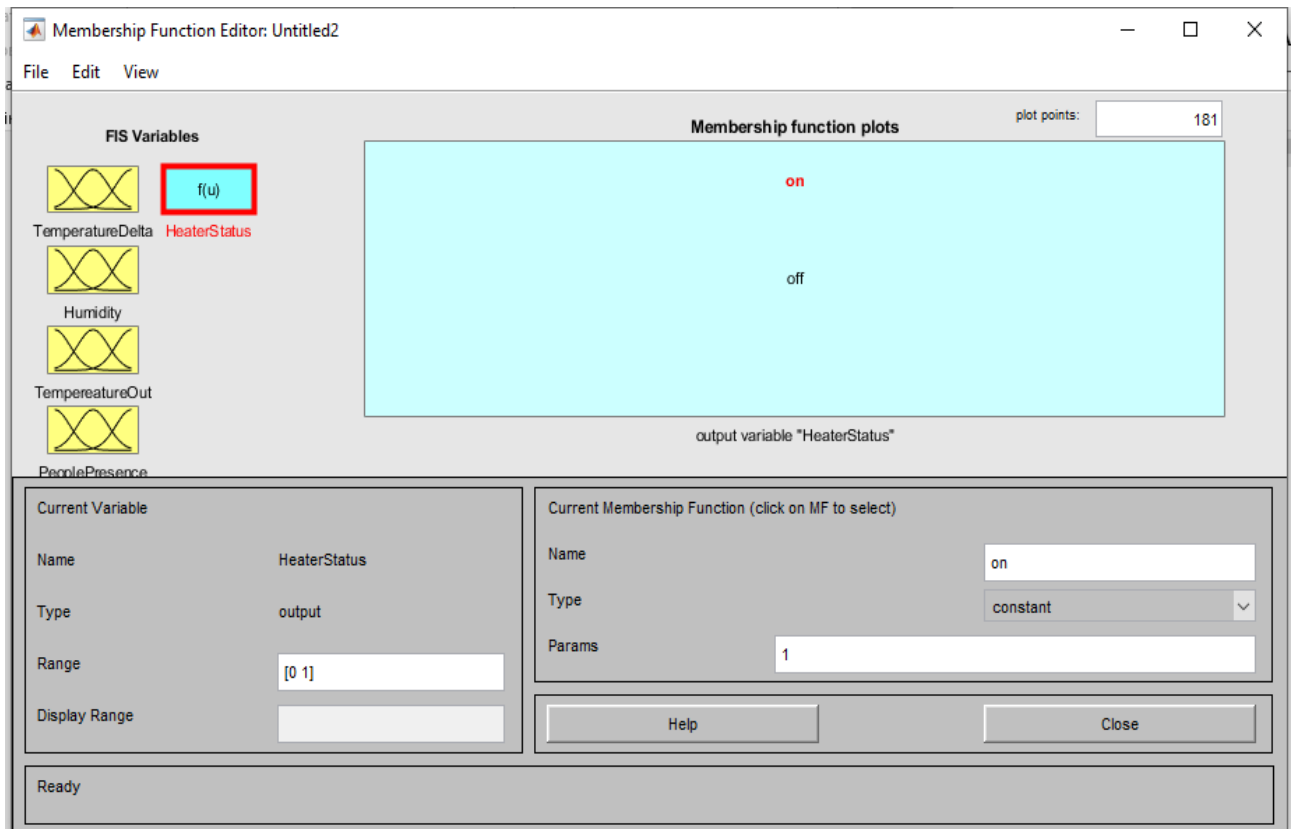 Membership Function Editor: Untitled2
File Edit View
FIS Variables
Membership function plots
plot points:
181
f(u)
TemperatureDelta HeaterStatus
Humidity
TempereatureOut
PeoplePresence
on
off
output variable "HeaterStatus"
Current Variable
Name HeaterStatus
Type output
Range [0 1]
Display Range
Current Membership Function (click on MF to select)
Name on
Type constant
Params 1
Help Close
Ready